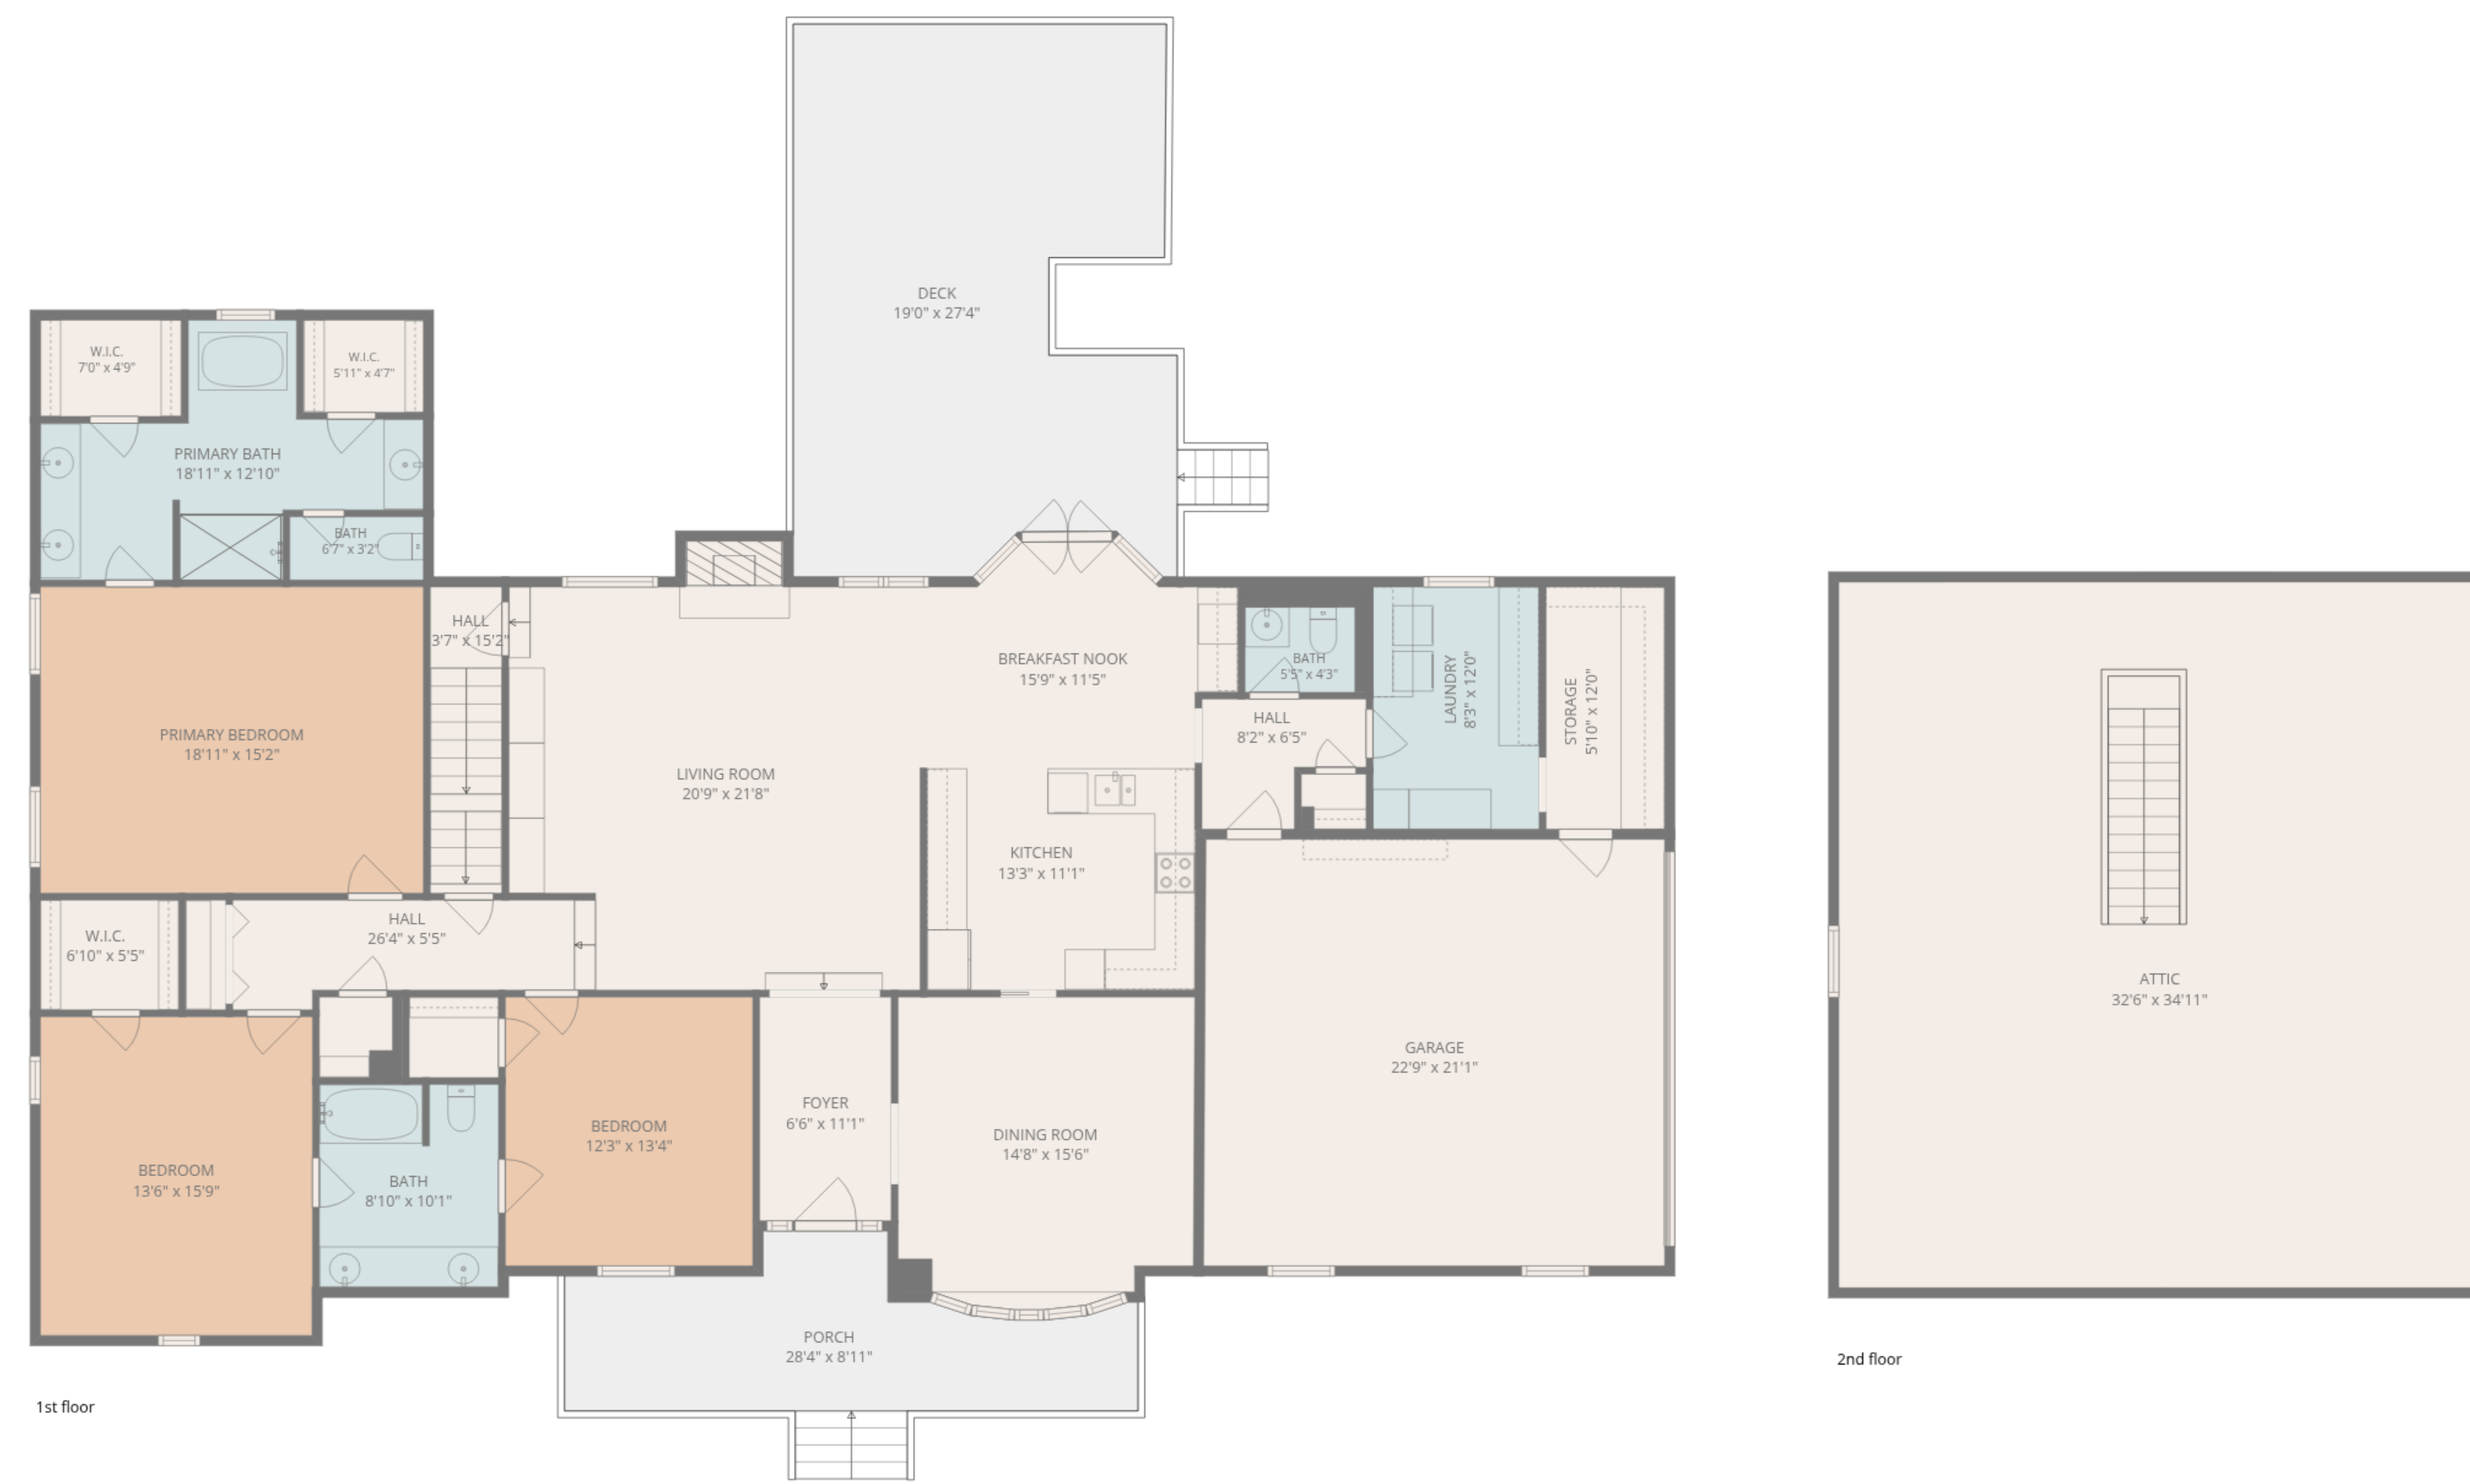 DECK
19'0" x 27'4"
W.I.C.
7'0" x 4'9"
W.I.C.
5'11" x 4'7"
PRIMARY BATH
18'11" x 12'10"
BATH
6'7" x 3'2"
HALL
3'7" x 15'2"
PRIMARY BEDROOM
18'11" x 15'2"
LIVING ROOM
20'9" x 21'8"
BREAKFAST NOOK
15'9" x 11'5"
BATH
5'5" x 4'3"
HALL
8'2" x 6'5"
LAUNDRY
8'3" x 12'0"
STORAGE
5'10" x 12'0"
KITCHEN
13'3" x 11'1"
W.I.C.
6'10" x 5'5"
HALL
26'4" x 5'5"
GARAGE
22'9" x 21'1"
FOYER
6'6" x 11'1"
BEDROOM
12'3" x 13'4"
DINING ROOM
14'8" x 15'6"
BEDROOM
13'6" x 15'9"
BATH
8'10" x 10'1"
PORCH
28'4" x 8'11"
1st floor
ATTIC
32'6" x 34'11"
2nd floor